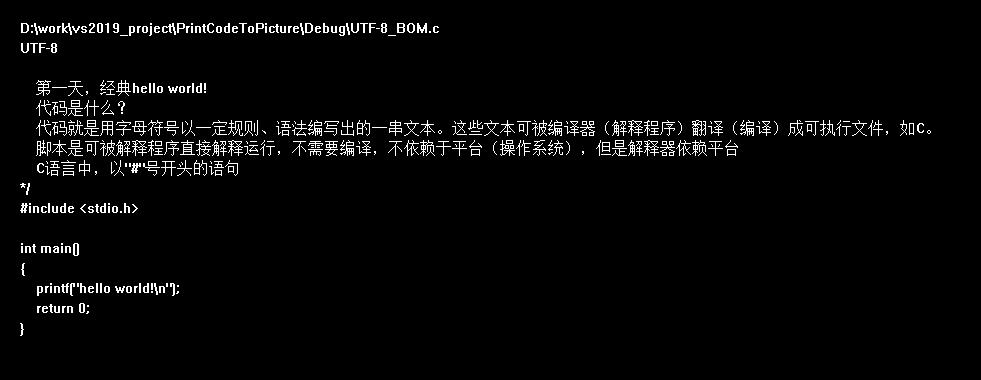 D:\work\vs2019_project\PrintCodeToPicture\Debug\UTF-8_BOM.c
UTF-8
第一天，经典hello world!
代码是什么？
代码就是用字母符号以一定规则、语法编写出的一串文本。这些文本可被编译器（解释程序）翻译（编译）成可执行文件，如C。
脚本是可被解释程序直接解释运行，不需要编译，不依赖于平台（操作系统），但是解释器依赖平台
C语言中，以"#"号开头的语句
*/
#include <stdio.h>
int main()
{
printf("hello world!\n");
return 0;
}